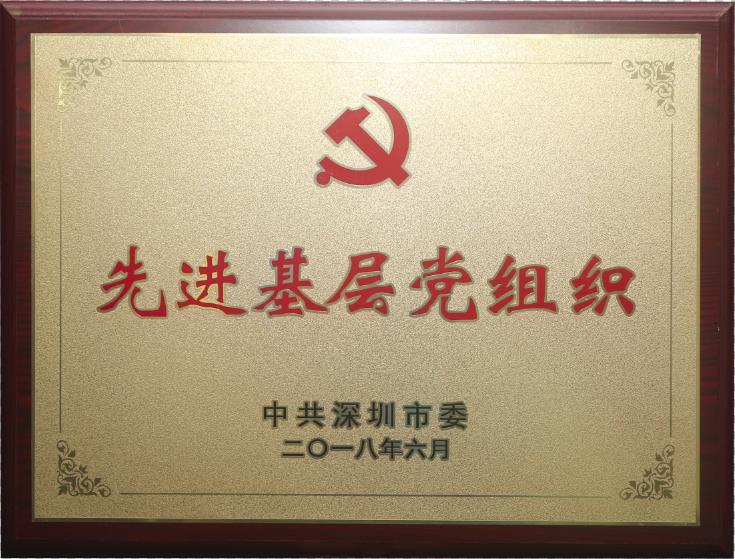 先进基层党组织
中共深圳市委
二〇一八年六月